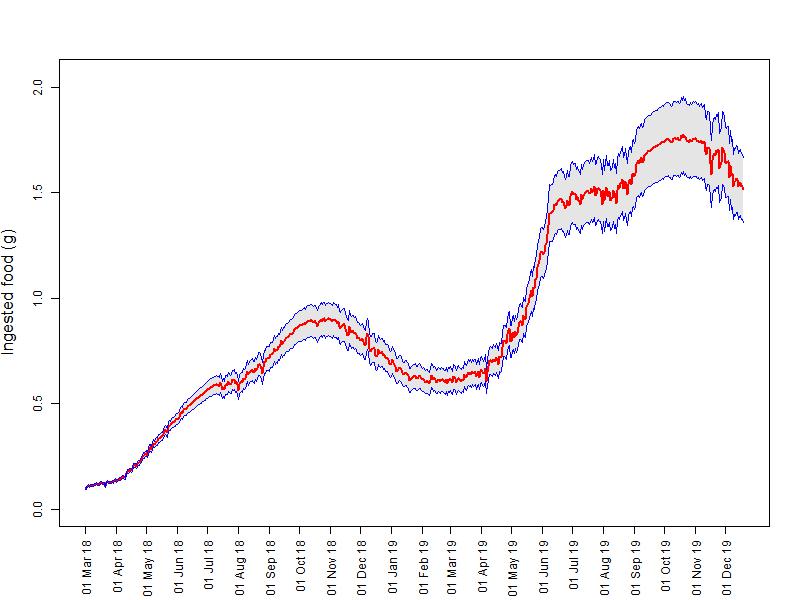 Ingested food (g)
2.0
1.5
1.0
0.5
0.0
01 Mar 18
01 Apr 18
01 May 18
01 Jun 18
01 Jul 18
01 Aug 18
01 Sep 18
01 Oct 18
01 Nov 18
01 Dec 18
01 Jan 19
01 Feb 19
01 Mar 19
01 Apr 19
01 May 19
01 Jun 19
01 Jul 19
01 Aug 19
01 Sep 19
01 Oct 19
01 Nov 19
01 Dec 19